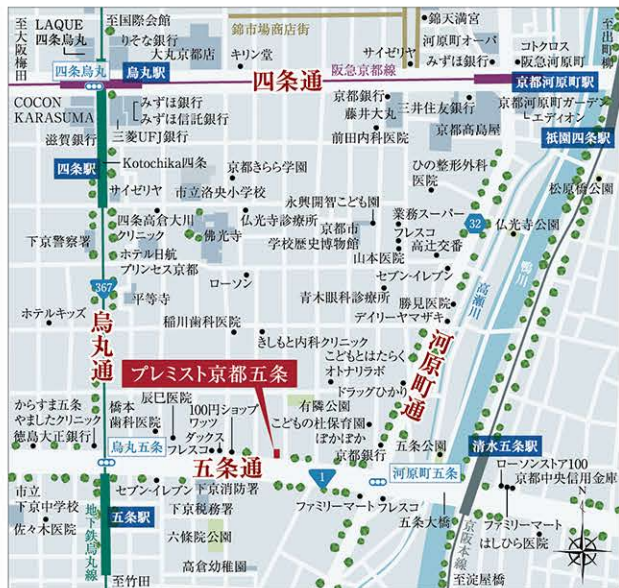 至大阪梅田
LAQUE
四条烏丸
至国際会館
りそな銀行
大丸京都店
キリン堂
錦市場商店街
サイゼリヤ
錦天満宮
河原町オーパ
みずほ銀行
コトクロス
阪急河原町
至出町柳
四条烏丸
烏丸駅
四条通
阪急京都線
京都河原町駅
COCON
KARASUMA
みずほ銀行
みずほ信託銀行
三菱UFJ銀行
滋賀銀行
京都銀行
藤井大丸
前田内科医院
三井住友銀行
京都髙島屋
京都河原町ガーデン
エディオン
祇園四条駅
四条駅
Kotochika四条
サイゼリヤ
京都きらら学園
市立洛央小学校
ひの整形外科
医院
松原橋公園
四条高倉大川
クリニック
佛光寺
仏光寺診療所
永興開智こども園
京都市
学校歴史博物館
業務スーパー
フレスコ
高辻交番
山本医院
32
仏光寺公園
下京警察署
ホテル日航
プリンセス京都
ローソン
セブン-イレブン
高瀬川
鴨川
367
烏丸通
平等寺
青木眼科診療所
勝見医院
デイリーヤマザキ
ホテルキッズ
稲川歯科医院
きしもと内科クリニック
こどもとはたらく
オトナリラボ
河原町通
プレミスト京都五条
ドラッグひかり
からすま五条
やましたクリニック
徳島大正銀行
橋本
歯科医院
辰巳医院
100円ショップ
ワッツ
ダックス
フレスコ
有隣公園
こどもの杜保育園
ぽかぽか
京都銀行
五条公園
清水五条駅
烏丸五条
五条通
1
河原町五条
ローソンストア100
京都中央信用金庫
市立
下京中学校
佐々木医院
五条駅
地下鉄烏丸線
セブン-イレブン
下京消防署
下京税務署
六條院公園
高倉幼稚園
ファミリーマート
フレスコ
五条大橋
京阪本線
ファミリーマート
はしひら医院
N
至竹田
至淀屋橋